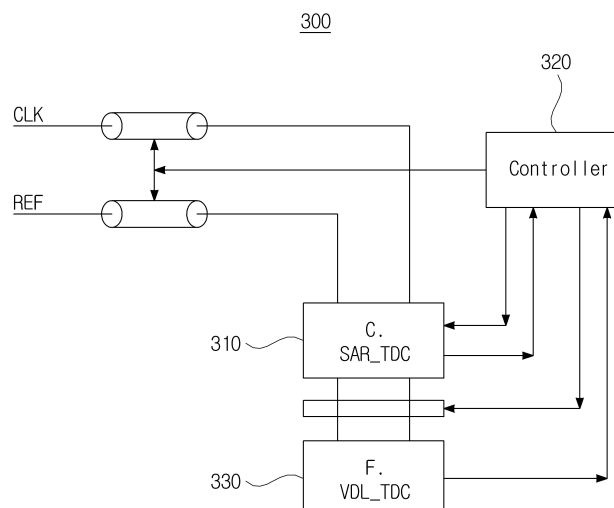 300
320
CLK
Controller
REF
310
C.
SAR_TDC
330
F.
VDL_TDC